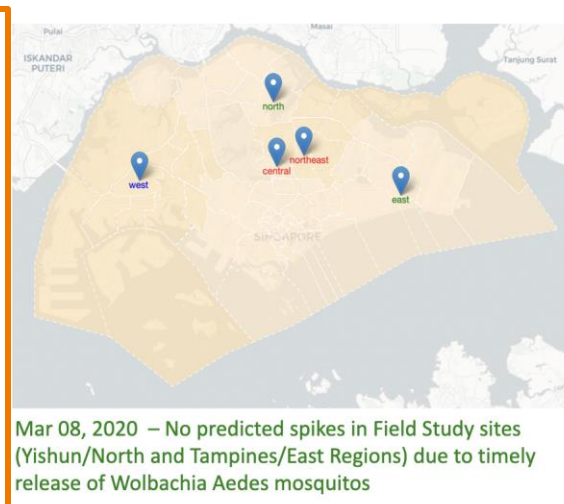 Pulai
Masai
ISKANDAR
PUTERI
Tanjung Surat
north
northeast
central
west
east
SINGAPORE
Mar 08, 2020 – No predicted spikes in Field Study sites
(Yishun/North and Tampines/East Regions) due to timely
release of Wolbachia Aedes mosquitos